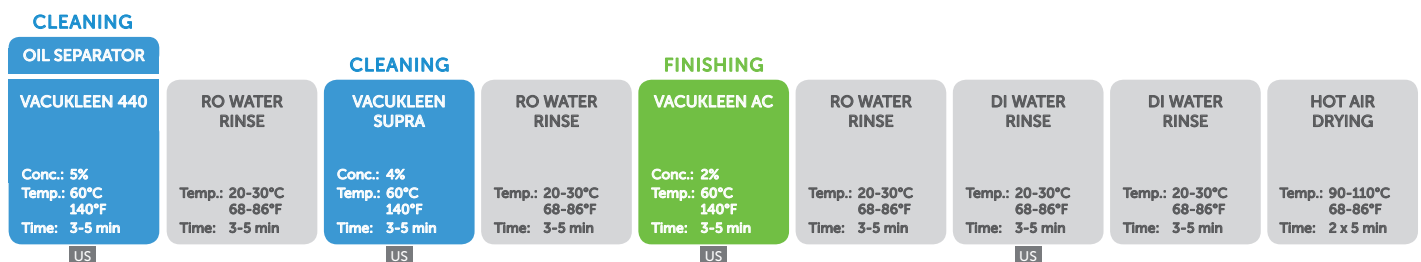 CLEANING
OIL SEPARATOR
VACUKLEEN 440
Conc.: 5%
Temp.: 60°C
140°F
Time: 3-5 min
US
RO WATER
RINSE
Temp.: 20-30°C
68-86°F
Time: 3-5 min
CLEANING
VACUKLEEN
SUPRA
Conc.: 4%
Temp.: 60°C
140°F
Time: 3-5 min
US
RO WATER
RINSE
Temp.: 20-30°C
68-86°F
Time: 3-5 min
FINISHING
VACUKLEEN AC
Conc.: 2%
Temp.: 60°C
140°F
Time: 3-5 min
US
RO WATER
RINSE
Temp.: 20-30°C
68-86°F
Time: 3-5 min
DI WATER
RINSE
Temp.: 20-30°C
68-86°F
Time: 3-5 min
US
DI WATER
RINSE
Temp.: 20-30°C
68-86°F
Time: 3-5 min
HOT AIR
DRYING
Temp.: 90-110°C
68-86°F
Time: 2 x 5 min